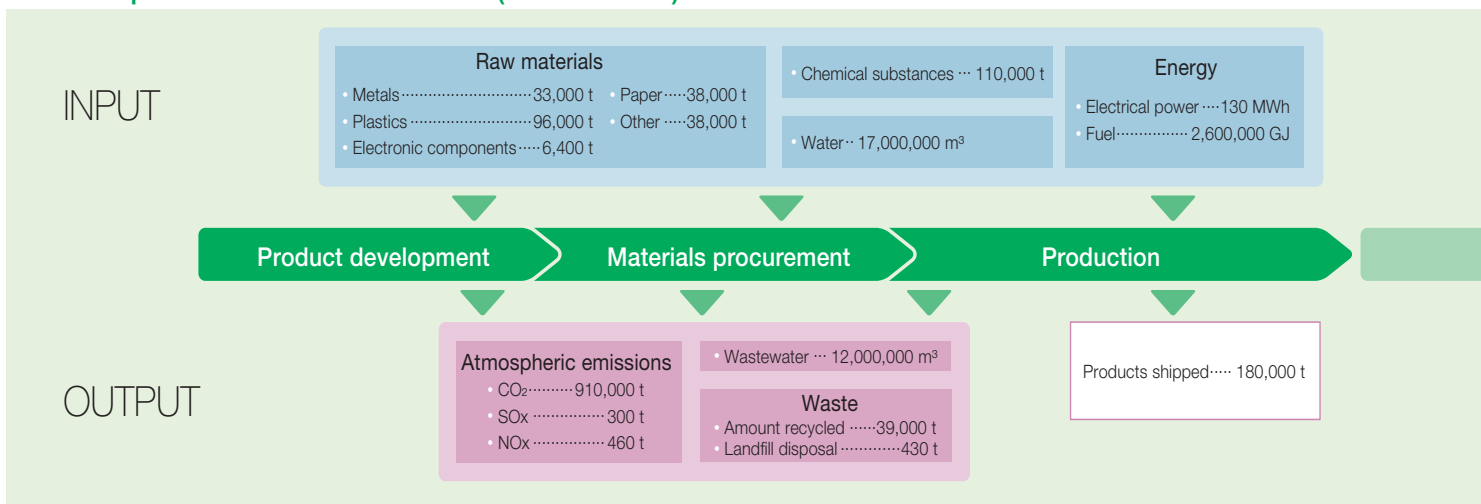 INPUT
Raw materials
• Metals····························33,000 t
• Plastics ··························96,000 t
• Electronic components·····6,400 t
• Paper·····38,000 t
• Other ·····38,000 t
• Chemical substances ··· 110,000 t
• Water·· 17,000,000 m³
Energy
• Electrical power ····130 MWh
• Fuel················ 2,600,000 GJ
Product development
Materials procurement
Production
OUTPUT
Atmospheric emissions
• CO₂··········910,000 t
• SOx ················300 t
• NOx ················ 460 t
• Wastewater ··· 12,000,000 m³
Waste
• Amount recycled ······39,000 t
• Landfill disposal ·············430 t
Products shipped····· 180,000 t